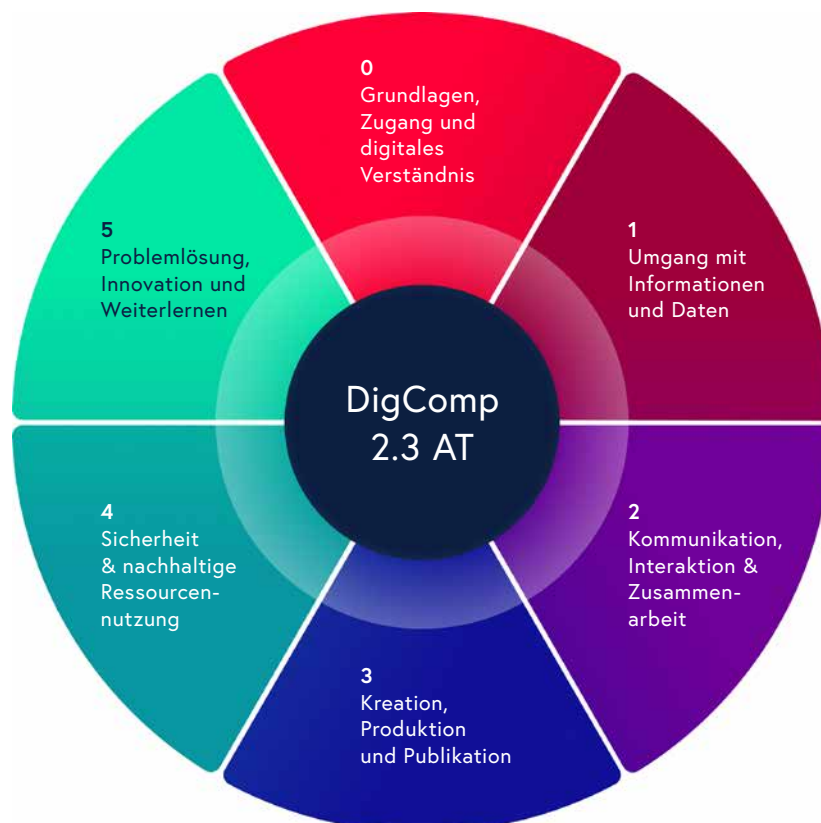 0
Grundlagen,
Zugang und
digitales
Verständnis
1
Umgang mit
Informationen
und Daten
2
Kommunikation,
Interaktion &
Zusammen-
arbeit
3
Kreation,
Produktion
und Publikation
4
Sicherheit
& nachhaltige
Ressourcen-
nutzung
5
Problemlösung,
Innovation und
Weiterlernen
DigComp
2.3 AT